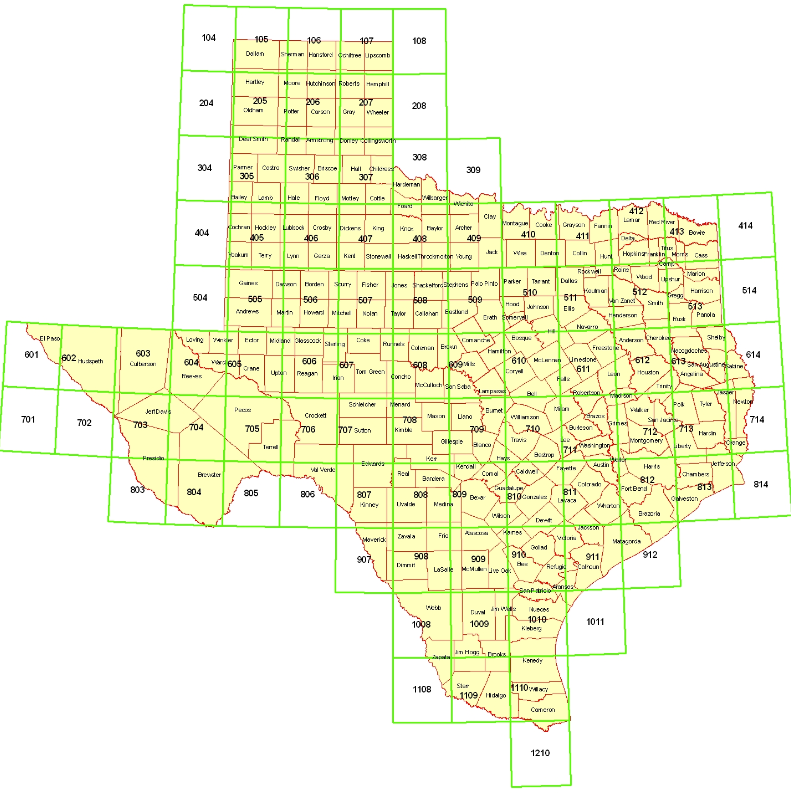 104 105 106 107 108
Dallam Sherman Hansford Ochiltree Lipscomb
Hartley Moore Hutchinson Roberts Hemphill
204 205 206 207 208
Oldham Potter Carson Gray Wheeler
Deaf Smith Randall Armstrong Donley Collingsworth
304 308 309
Parmer Castro Swisher Briscoe Hall Childress
305 306 307
Hardeman
Bailey Lamb Hale Floyd Motley Cottle Foard Wilbarger Wichita
Clay Montague Cooke Grayson Fannin Lamar Red River Bowie
412 413 414
404 405 406 407 408 409 410 411
Cochran Hockley Lubbock Crosby Dickens King Knox Baylor Archer
Delta Titus
Yoakum Terry Lynn Garza Kent Stonewall Haskell Throckmorton Young Jack Wise Denton Collin Hunt Hopkins Franklin Morris Cass
Camp
Rockwall Rains Wood Upshur Marion
Gaines Dawson Borden Scurry Fisher Jones Shackelford Stephens Palo Pinto Parker Tarrant Dallas Kaufman Van Zandt Smith Gregg Harrison
504 505 506 507 508 509 510 511 512 513 514
Andrews Martin Howard Mitchell Nolan Taylor Callahan Eastland Erath Hood Somervell Johnson Ellis Henderson Rusk Panola
Hill Navarro
601 602 603 604 605 606 607 608 609 610 611 612 613 614
El Paso Hudspeth Culberson Reeves Loving Winkler Ward Ector Crane Midland Upton Glasscock Reagan Sterling Irion Coke Tom Green Runnels Concho Coleman McCulloch Brown Mills San Saba Comanche Hamilton Lampasas
Bosque Coryell Bell McLennan Falls Limestone Freestone Robertson Leon Anderson Cherokee Houston Trinity Nacogdoches Angelina San Augustine Shelby Sabine
701 702 703 704 705 706 707 708 709 710 711 712 713 714
Jeff Davis Presidio Brewster Pecos Terrell Crockett Val Verde Schleicher Sutton Edwards Menard Kimble Kerr Mason Gillespie Llano Blanco Burnet
Williamson Travis Hays Milam Lee Bastrop Burleson Brazos Washington Madison Grimes Walker Montgomery San Jacinto Polk Liberty Tyler Hardin Jasper Newton Orange
803 804 805 806 807 808 809 810 811 812 813 814
Kinney Real Uvalde Bandera Medina Kendall Bexar Comal Guadalupe Caldwell Gonzales Wilson Dewitt
Fayette Lavaca Colorado Austin Wharton Fort Bend Harris Brazoria Galveston Chambers Jefferson
907 908 909 910 911 912
Maverick Zavala Dimmit Frio LaSalle Atascosa McMullen Karnes Live Oak Bee Goliad Refugio Victoria Jackson Calhoun Matagorda
San Patricio Aransas
1008 1009 1010 1011
Webb Duval Jim Wells Nueces Kleberg
Zapata Jim Hogg Brooks Kenedy
1108 1109 1110
Starr Hidalgo Willacy
Cameron
1210